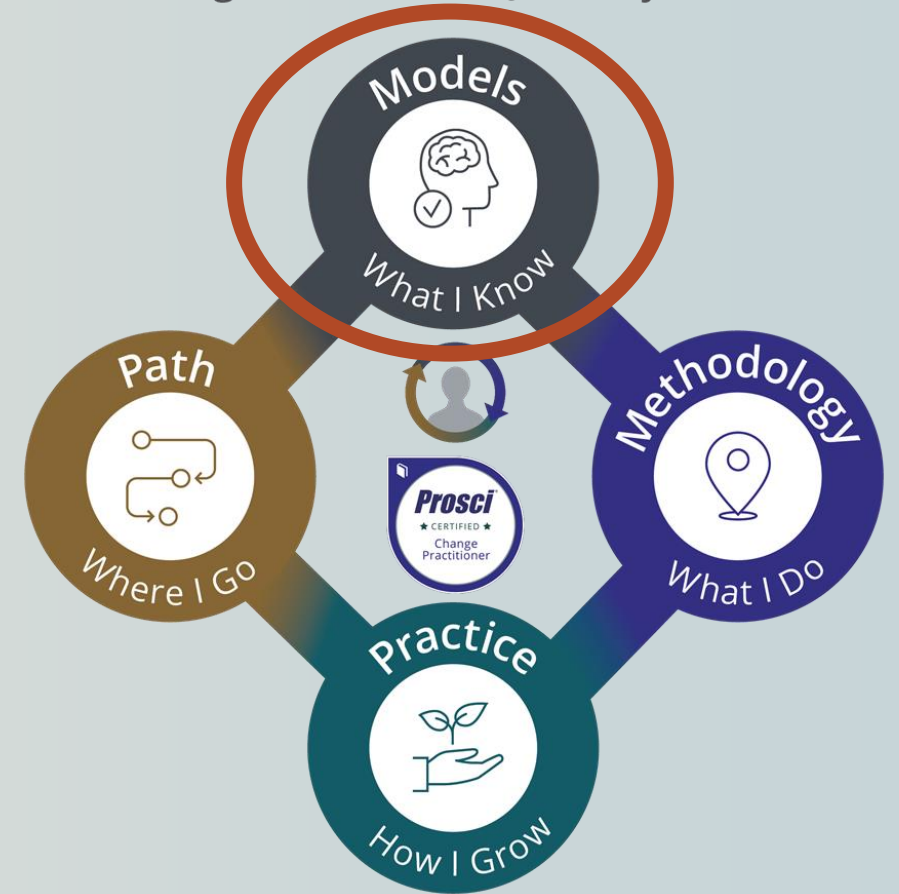 Models
What I Know
Path
Where I Go
Methodology
What I Do
Prosci
★ CERTIFIED ★
Change
Practitioner
Practice
How I Grow